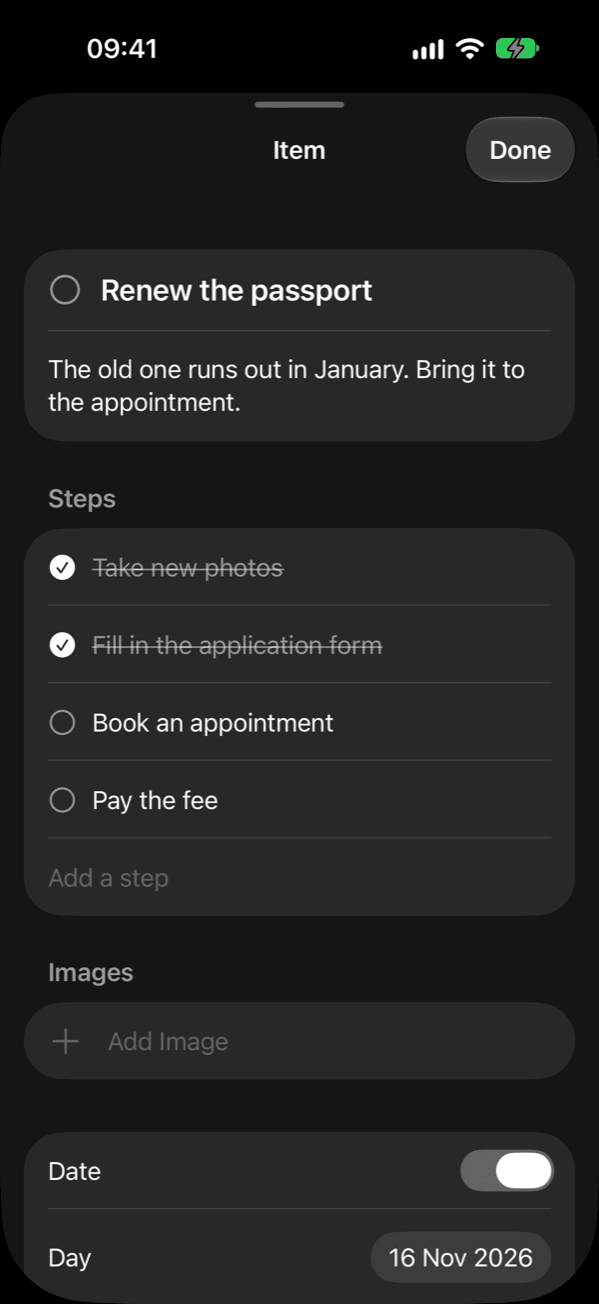 09:41
Item
Done
Renew the passport
The old one runs out in January. Bring it to
the appointment.
Steps
Take new photos
Fill in the application form
Book an appointment
Pay the fee
Add a step
Images
Add Image
Date
Day
16 Nov 2026